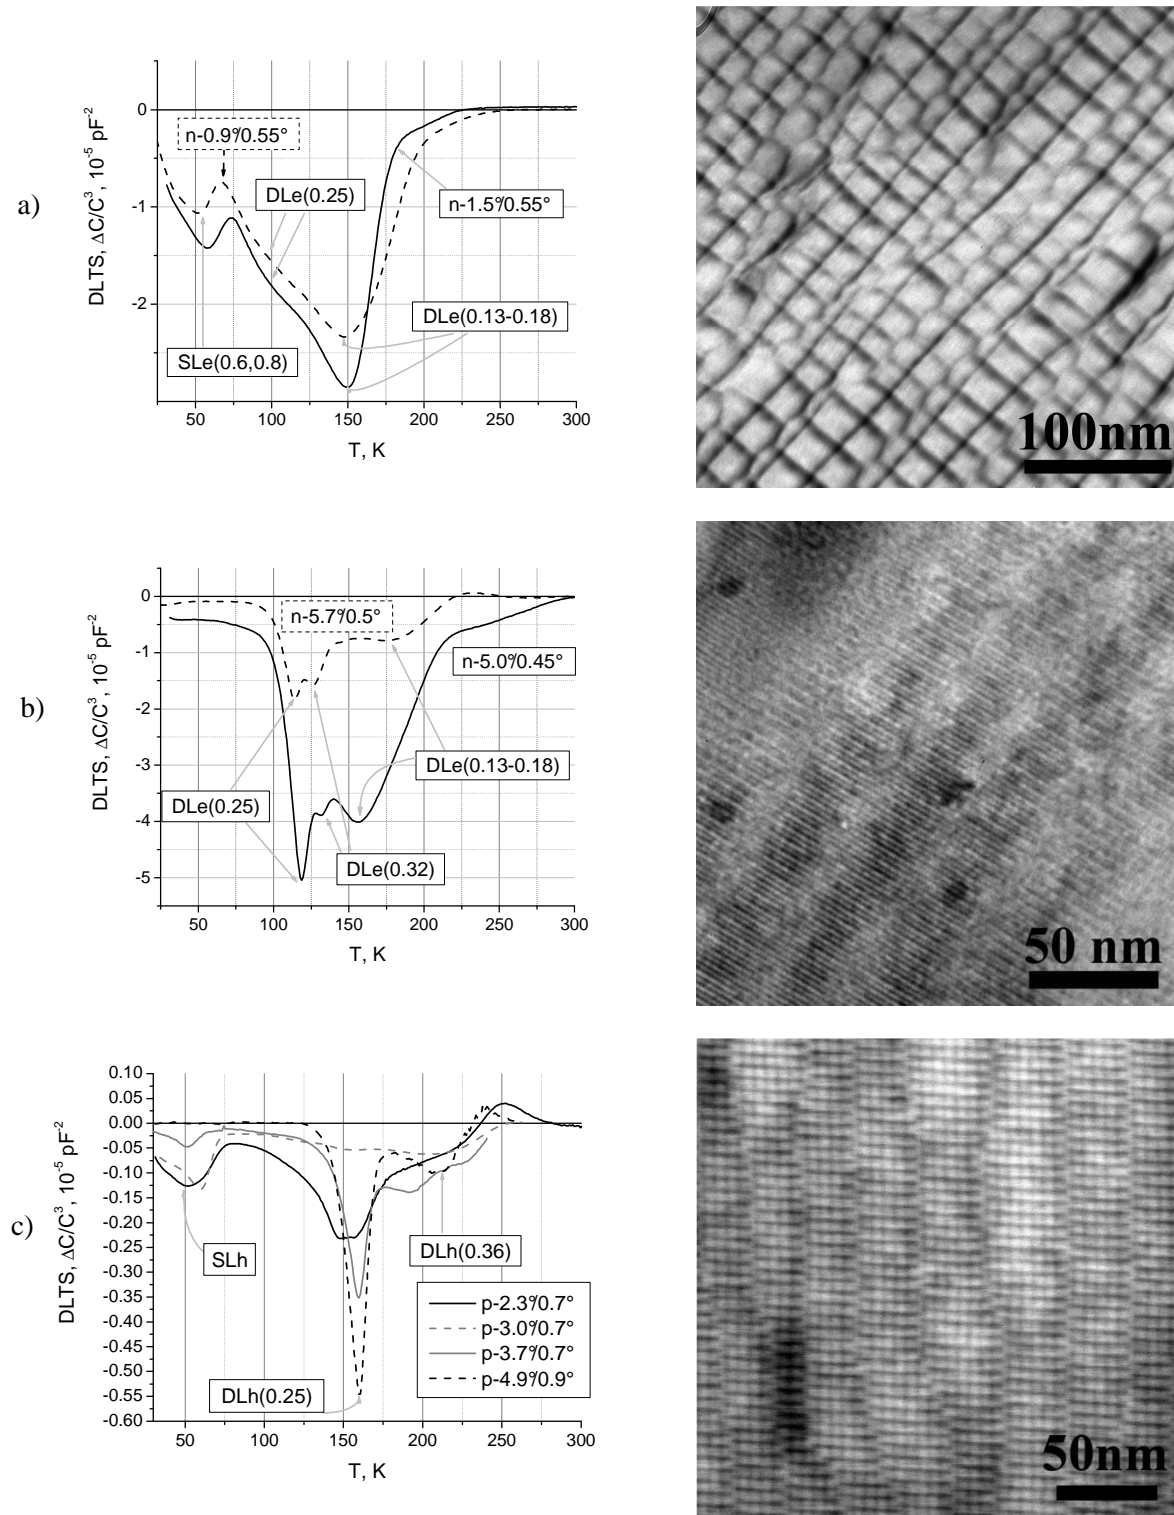 a)
DLTS, ΔC/C³, 10⁻⁵ pF⁻²
0
-1
-2
n-0.9°/0.55°
DLe(0.25)
n-1.5°/0.55°
DLe(0.13-0.18)
SLe(0.6,0.8)
50 100 150 200 250 300
T, K
100nm
b)
DLTS, ΔC/C³, 10⁻⁵ pF⁻²
0
-1
-2
-3
-4
-5
n-5.7°/0.5°
n-5.0°/0.45°
DLe(0.13-0.18)
DLe(0.25)
DLe(0.32)
50 100 150 200 250 300
T, K
50 nm
c)
DLTS, ΔC/C³, 10⁻⁵ pF⁻²
0.10
0.05
0.00
-0.05
-0.10
-0.15
-0.20
-0.25
-0.30
-0.35
-0.40
-0.45
-0.50
-0.55
-0.60
SLh
DLh(0.36)
p-2.3°/0.7°
p-3.0°/0.7°
p-3.7°/0.7°
p-4.9°/0.9°
DLh(0.25)
50 100 150 200 250 300
T, K
50nm